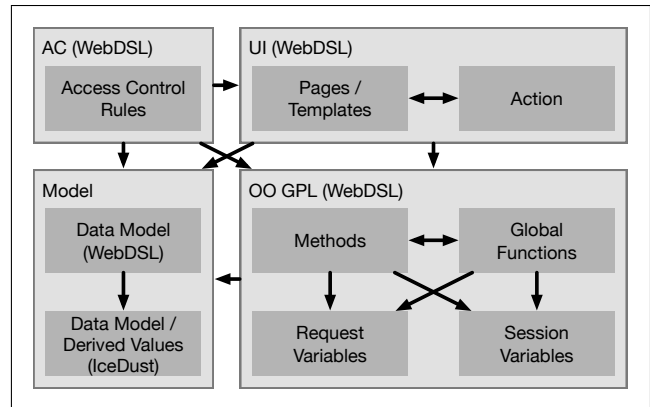 AC (WebDSL)
UI (WebDSL)
Access Control
Rules
Pages /
Templates
Action
Model
OO GPL (WebDSL)
Data Model
(WebDSL)
Methods
Global
Functions
Data Model /
Derived Values
(IceDust)
Request
Variables
Session
Variables